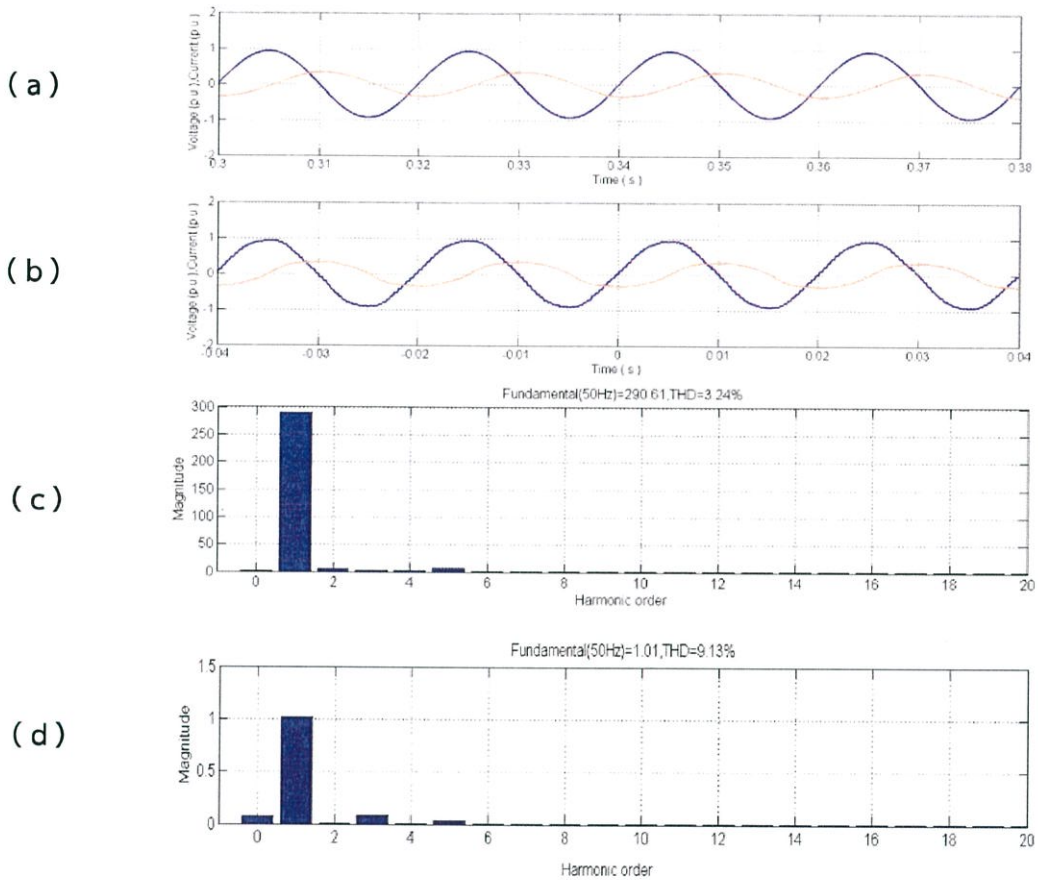 (a)
Voltage (p u ),Current (p u )
2
1
0
-1
-2
0.3 0.31 0.32 0.33 0.34 0.35 0.36 0.37 0.38
Time ( s )
(b)
Voltage (p u ),Current (p u )
2
1
0
-1
-2
-0.04 -0.03 -0.02 -0.01 0 0.01 0.02 0.03 0.04
Time ( s )
Fundamental(50Hz)=290.61,THD=3.24%
(c)
Magnitude
300
250
200
150
100
50
0
0 2 4 6 8 10 12 14 16 18 20
Harmonic order
Fundamental(50Hz)=1.01,THD=9.13%
(d)
Magnitude
1.5
1
0.5
0
0 2 4 6 8 10 12 14 16 18 20
Harmonic order